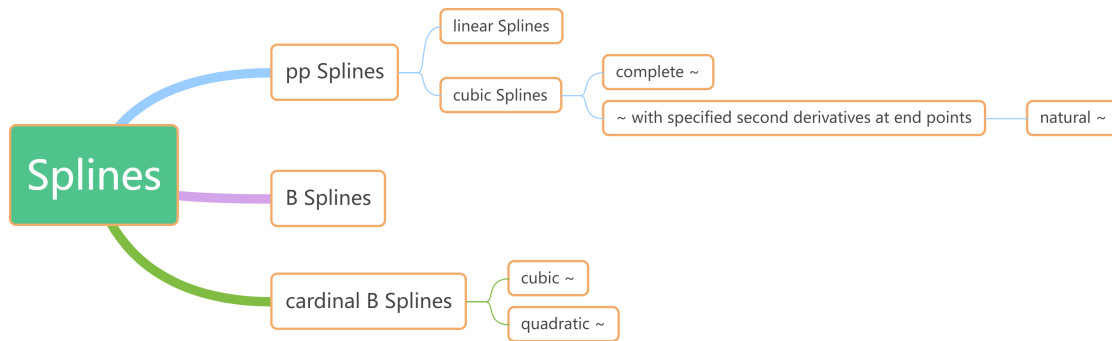 Splines
pp Splines
linear Splines
cubic Splines
complete ~
~ with specified second derivatives at end points
natural ~
B Splines
cardinal B Splines
cubic ~
quadratic ~